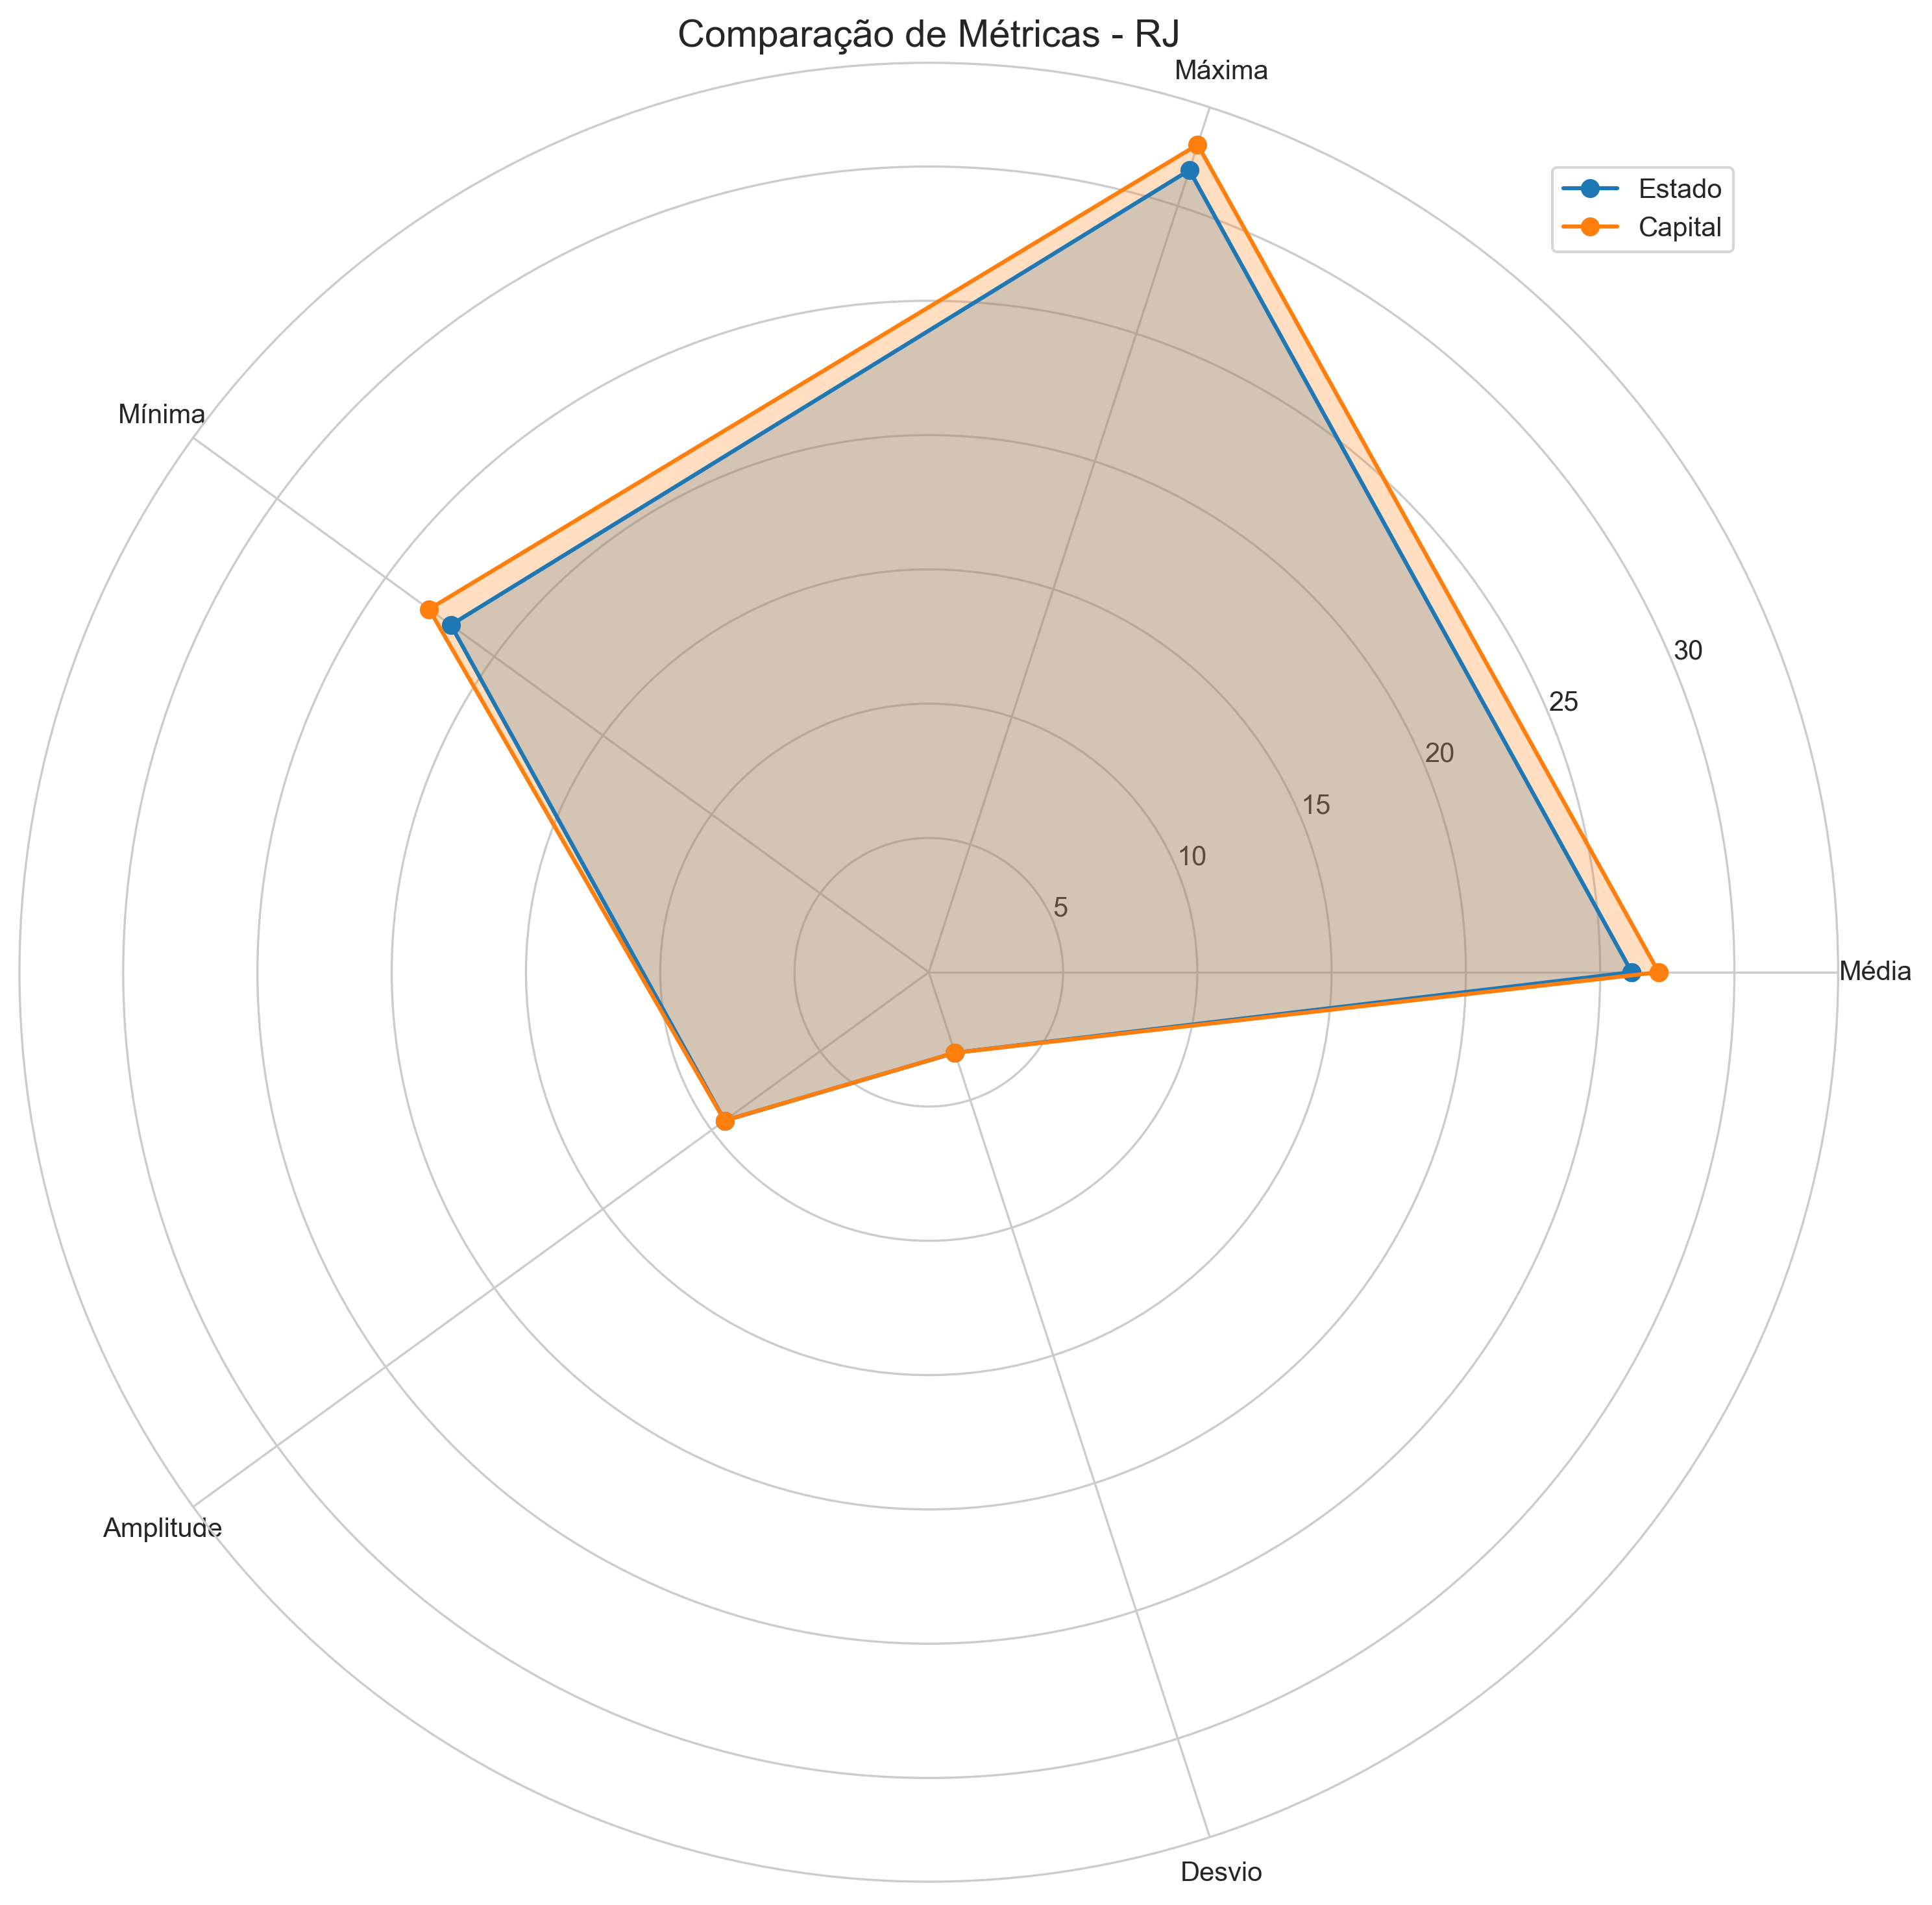 Comparação de Métricas - RJ
Máxima
Estado
Capital
Mínima
30
25
20
15
10
5
Média
Amplitude
Desvio